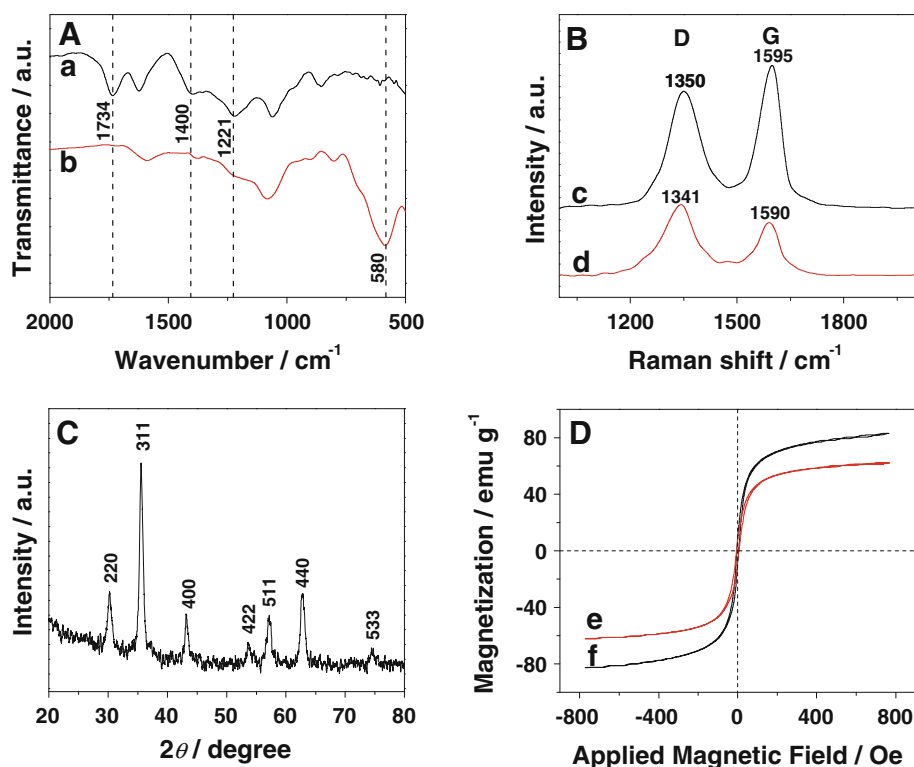 A
a
b
1734
1400
1221
580
Transmittance / a.u.
2000 1500 1000 500
Wavenumber / cm-1
B
D G
1350
1595
c
1341
1590
d
Intensity / a.u.
1200 1500 1800
Raman shift / cm-1
C
220
311
400
422
511
440
533
Intensity / a.u.
20 30 40 50 60 70 80
2θ / degree
D
80
40
0
-40
-80
e
f
Magnetization / emu g-1
-800 -400 0 400 800
Applied Magnetic Field / Oe